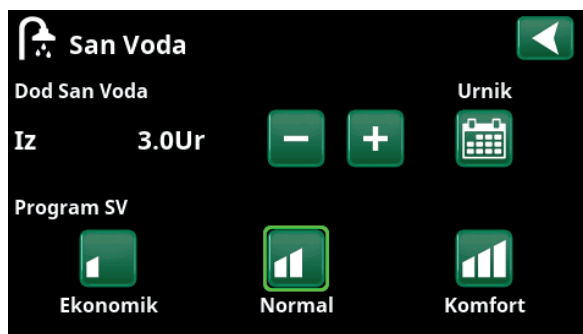 San Voda
Dod San Voda Urnik
Iz 3.0Ur
Program SV
Ekonomik Normal Komfort